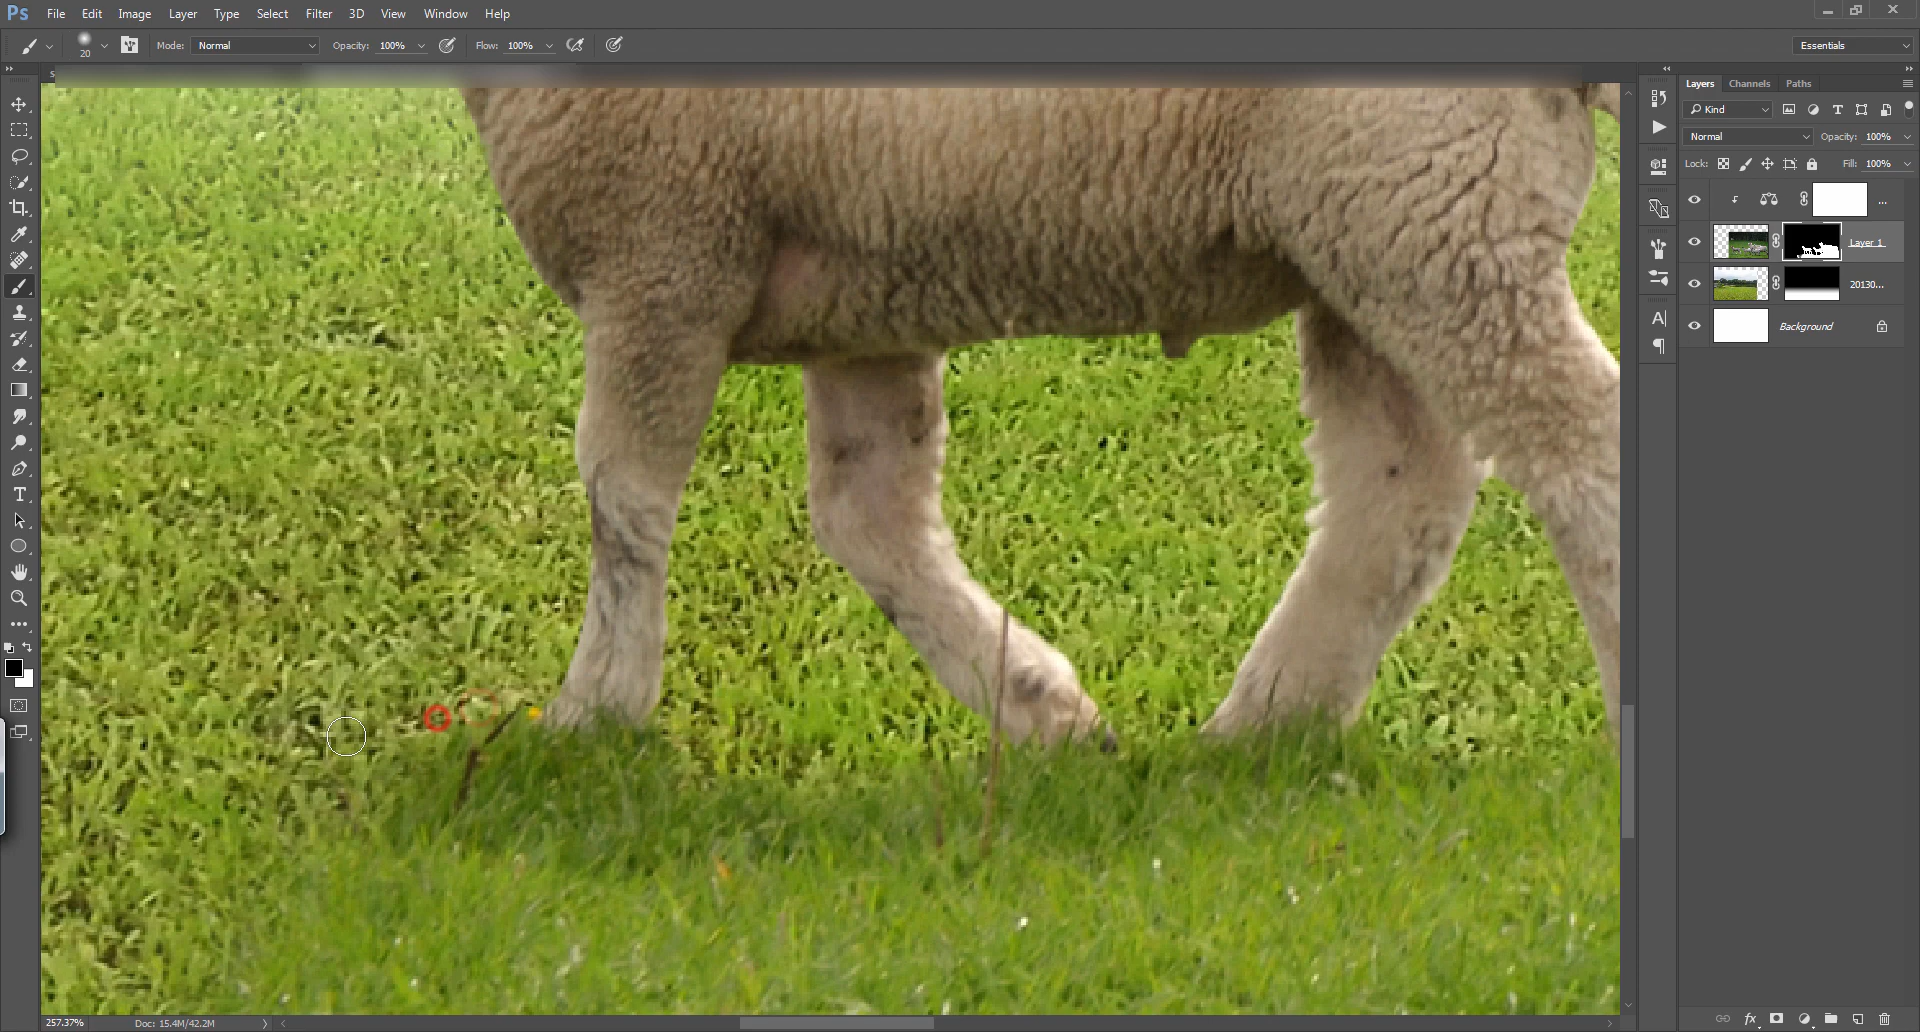 Ps File Edit Image Layer Type Select Filter 3D View Window Help
20 Mode: Normal Opacity: 100% Flow: 100% Essentials
Layers Channels Paths
Kind
Normal Opacity: 100%
Lock: Fill: 100%
...
Layer 1
20130...
Background
257.37% Doc: 15.4M/42.2M